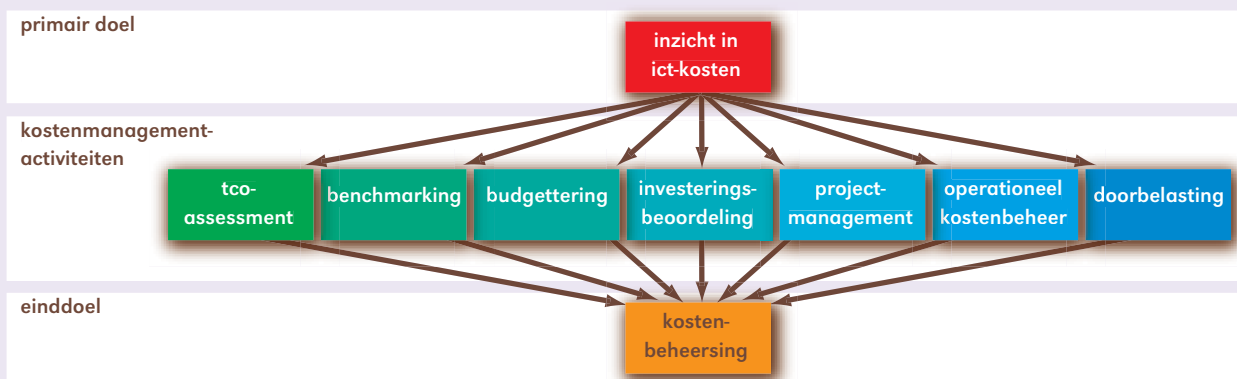 primair doel
inzicht in
ict-kosten
kostenmanagement-
activiteiten
tco-
assessment
benchmarking
budgettering
investerings-
beoordeling
project-
management
operationeel
kostenbeheer
doorbelasting
einddoel
kosten-
beheersing